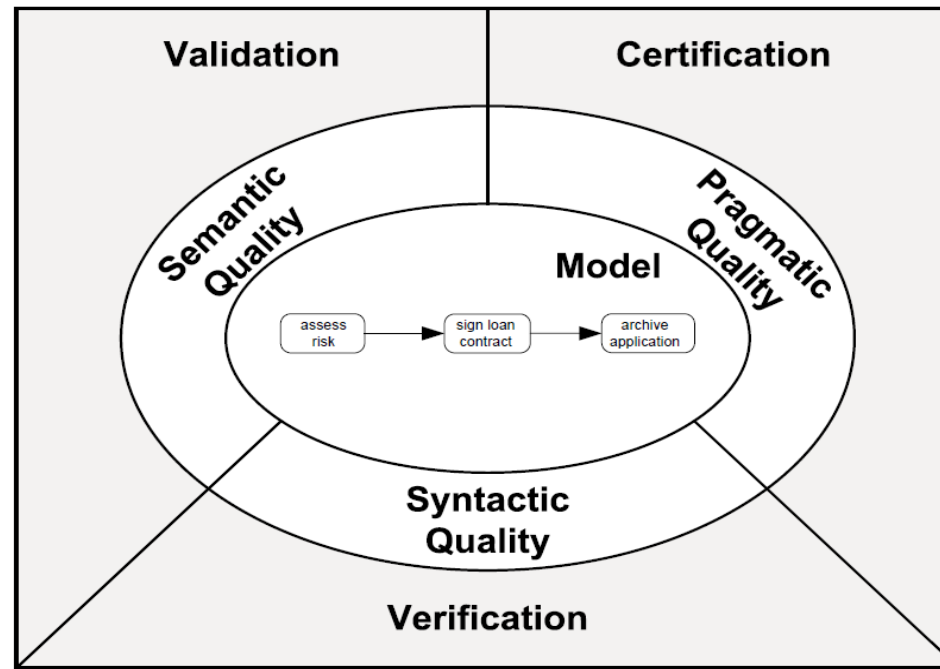 Validation
Certification
Semantic
Quality
Pragmatic
Quality
Model
assess
risk
sign loan
contract
archive
application
Syntactic
Quality
Verification